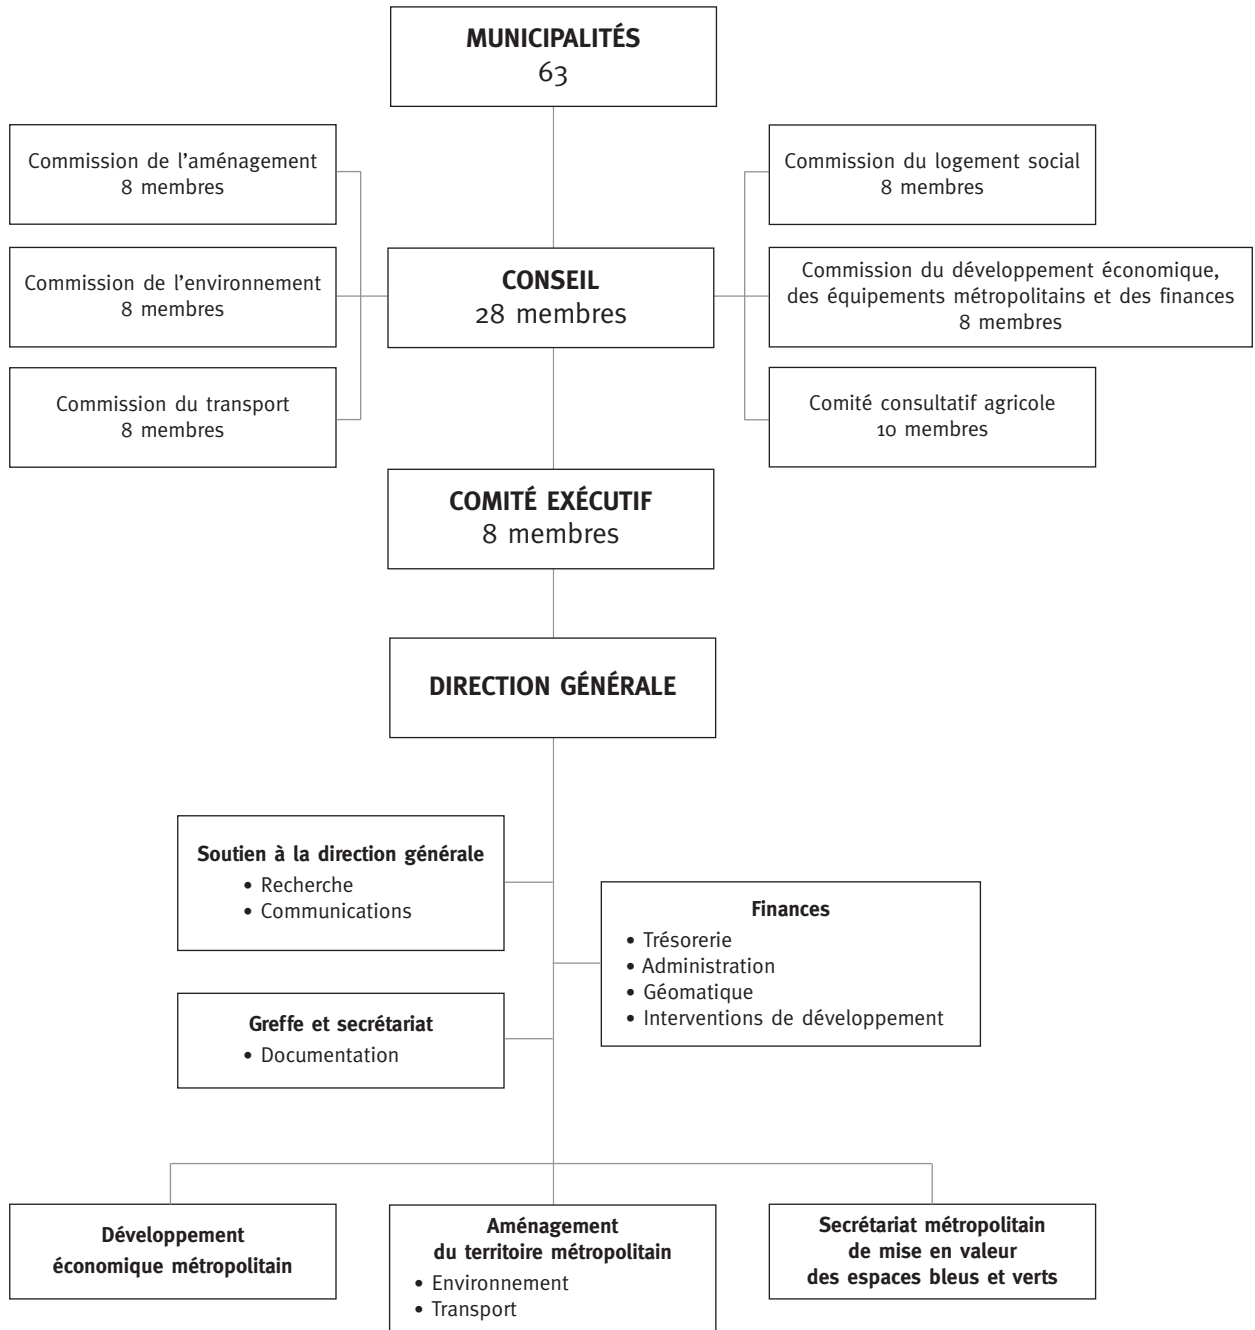 MUNICIPALITÉS
63
Commission de l'aménagement
8 membres
Commission du logement social
8 membres
Commission de l'environnement
8 membres
CONSEIL
28 membres
Commission du développement économique,
des équipements métropolitains et des finances
8 membres
Commission du transport
8 membres
Comité consultatif agricole
10 membres
COMITÉ EXÉCUTIF
8 membres
DIRECTION GÉNÉRALE
Soutien à la direction générale
• Recherche
• Communications
Finances
• Trésorerie
• Administration
• Géomatique
• Interventions de développement
Greffe et secrétariat
• Documentation
Développement
économique métropolitain
Aménagement
du territoire métropolitain
• Environnement
• Transport
Secrétariat métropolitain
de mise en valeur
des espaces bleus et verts